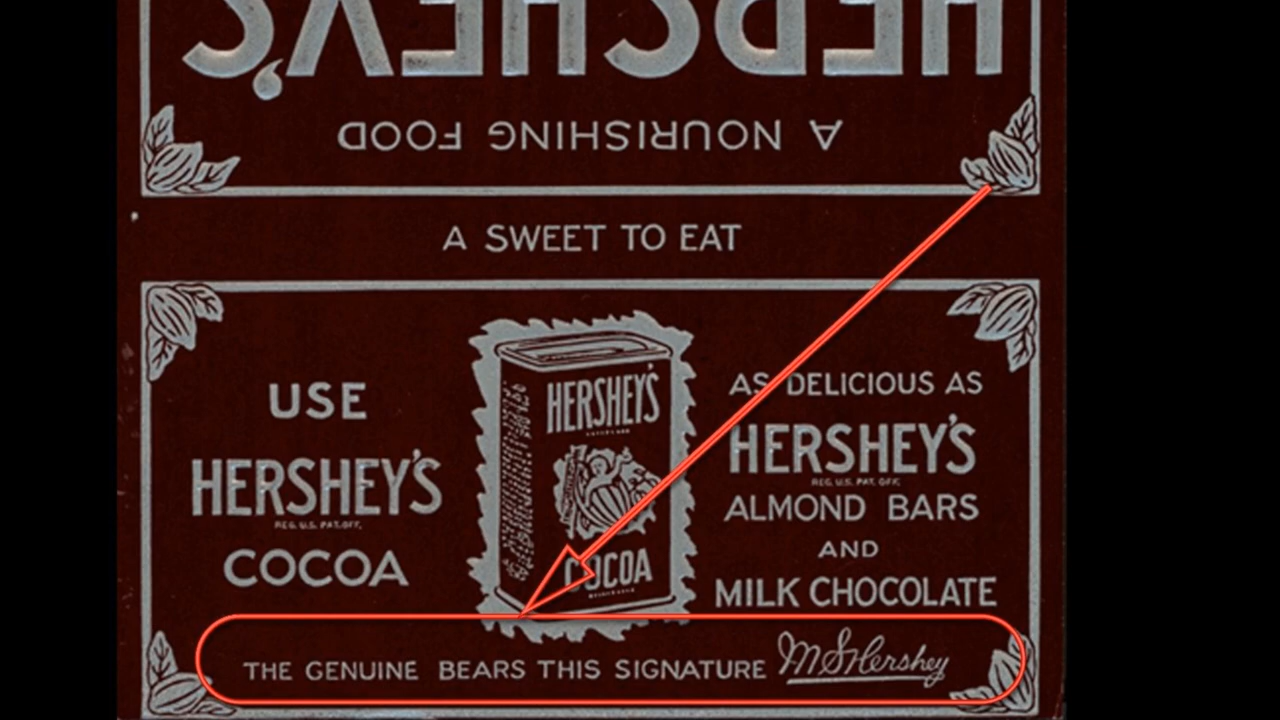 HERSHEY'S
A NOURISHING FOOD
A SWEET TO EAT
USE
HERSHEY'S
REG. U.S. PAT. OFF.
COCOA
HERSHEY'S
COCOA
AS DELICIOUS AS
HERSHEY'S
REG. U.S. PAT. OFF.
ALMOND BARS
AND
MILK CHOCOLATE
THE GENUINE BEARS THIS SIGNATURE M.S. Hershey